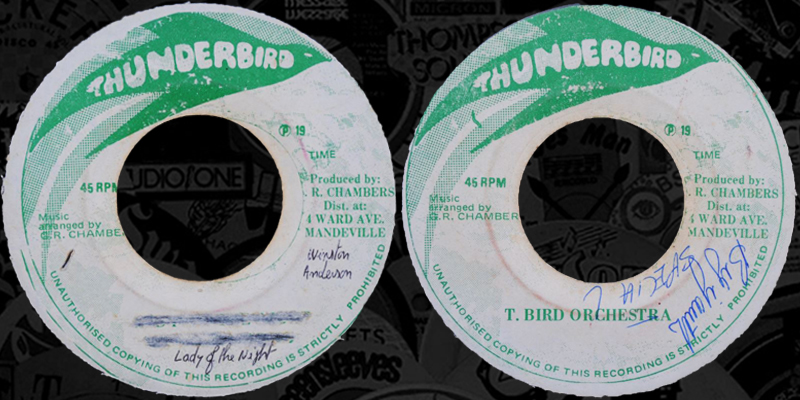 THUNDERBIRD
℗ 19
TIME
45 RPM
Produced by:
. R. CHAMBERS
Dist. at:
4 WARD AVE.
MANDEVILLE
Music
arranged by
G.R. CHAMBE
Winston
Anderson
Lady of the Night
UNAUTHORISED COPYING OF THIS RECORDING IS STRICTLY PROHIBITED
THUNDERBIRD
℗ 19
TIME
45 RPM
Produced by:
. R. CHAMBERS
Dist. at:
4 WARD AVE.
MANDEVILLE
Music
arranged by
G.R. CHAMBER
SPECIAL
T. BIRD ORCHESTRA
UNAUTHORISED COPYING OF THIS RECORDING IS STRICTLY PROHIBITED